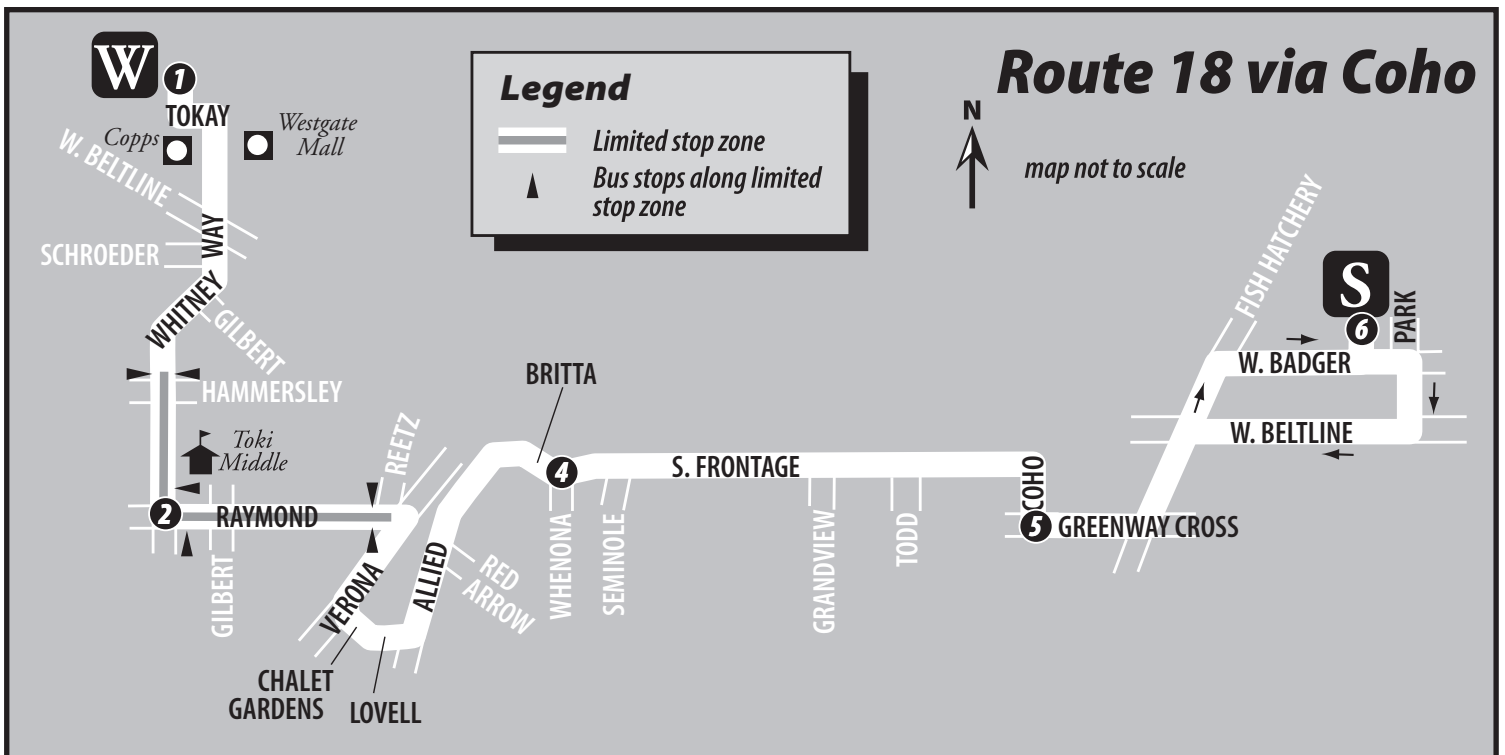 Route 18 via Coho
W
1
TOKAY
Copps
Westgate
Mall
W. BELTLINE
SCHROEDER
WHITNEY
WAY
GILBERT
HAMMERSLEY
Toki
Middle
2
RAYMOND
GILBERT
REETZ
VERONA
CHALET
GARDENS
LOVELL
ALLIED
RED
ARROW
BRITTA
4
WHENONA
SEMINOLE
S. FRONTAGE
GRANDVIEW
TODD
COHO
5
GREENWAY CROSS
FISH HATCHERY
S
6
PARK
W. BADGER
W. BELTLINE
Legend
Limited stop zone
Bus stops along limited
stop zone
N
map not to scale